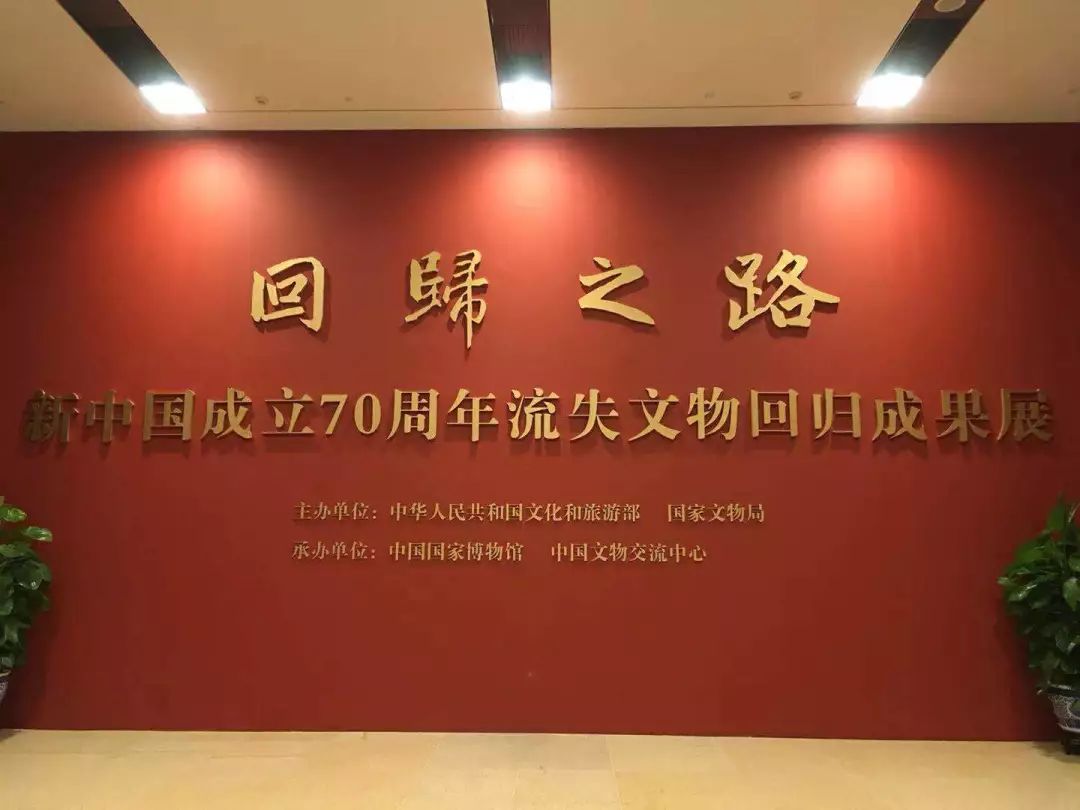 回歸之路
新中国成立70周年流失文物回归成果展
主办单位：中华人民共和国文化和旅游部 国家文物局
承办单位：中国国家博物馆 中国文物交流中心